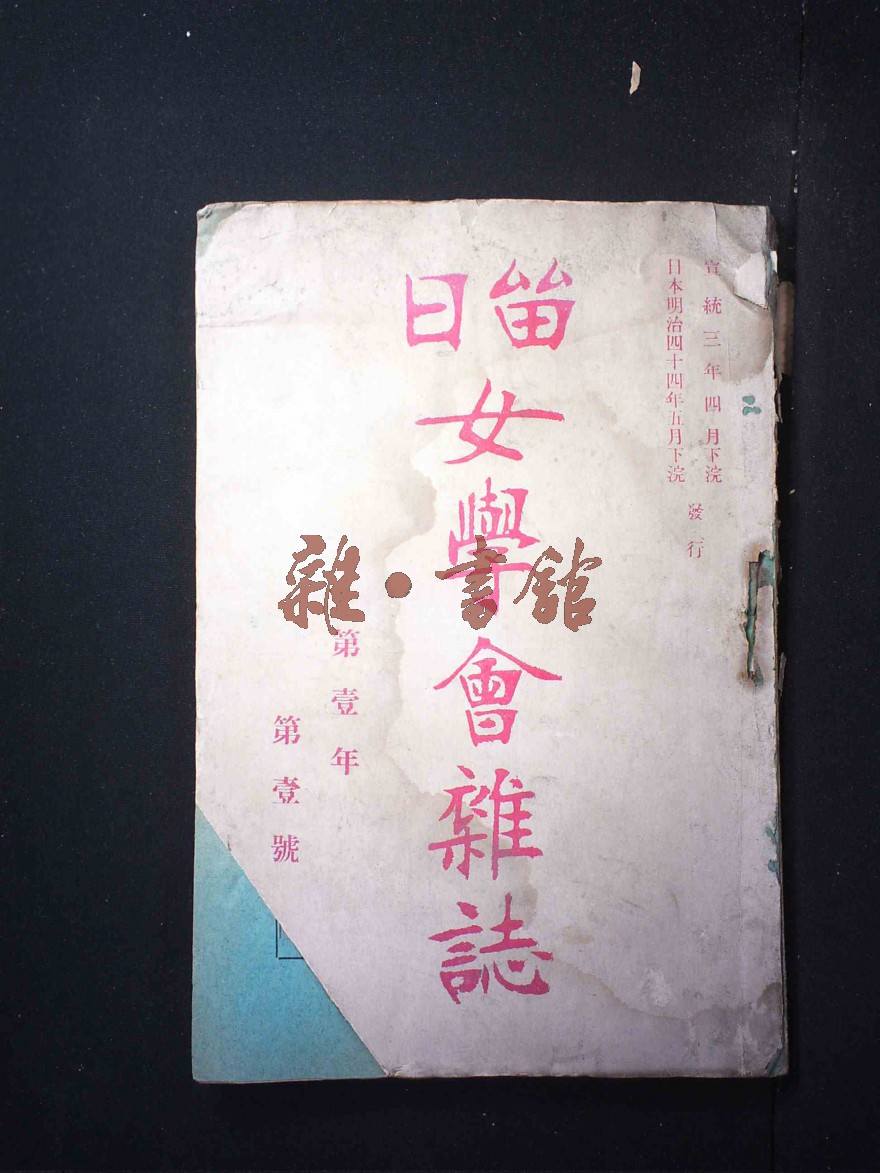 宣統三年四月下浣
日本明治四十四年五月下浣
發行
留日
女學會雜誌
第壹年
第壹號
雜•書館